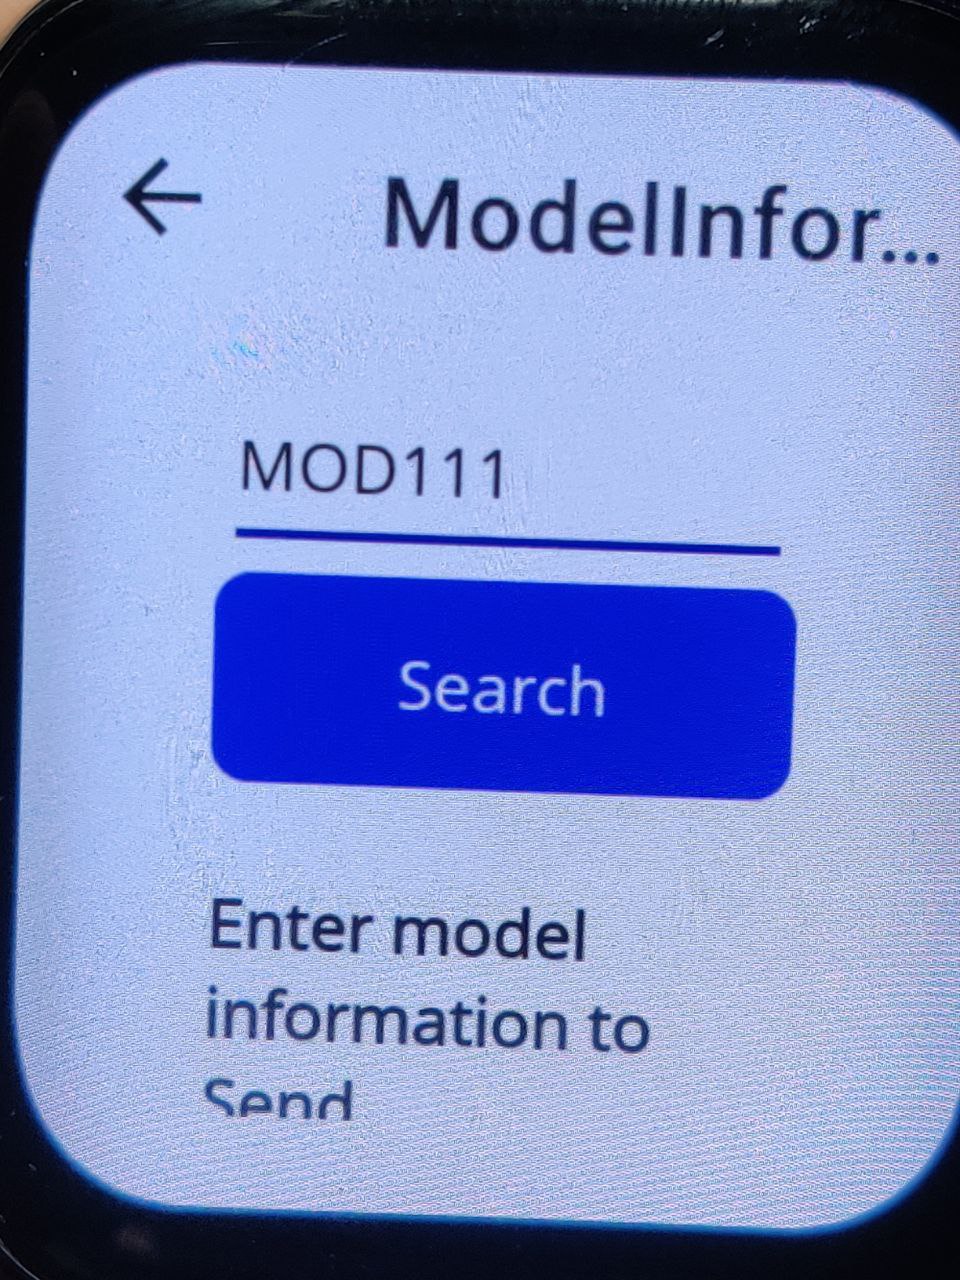 ModelInfor...
MOD111
Search
Enter model
information to
Send